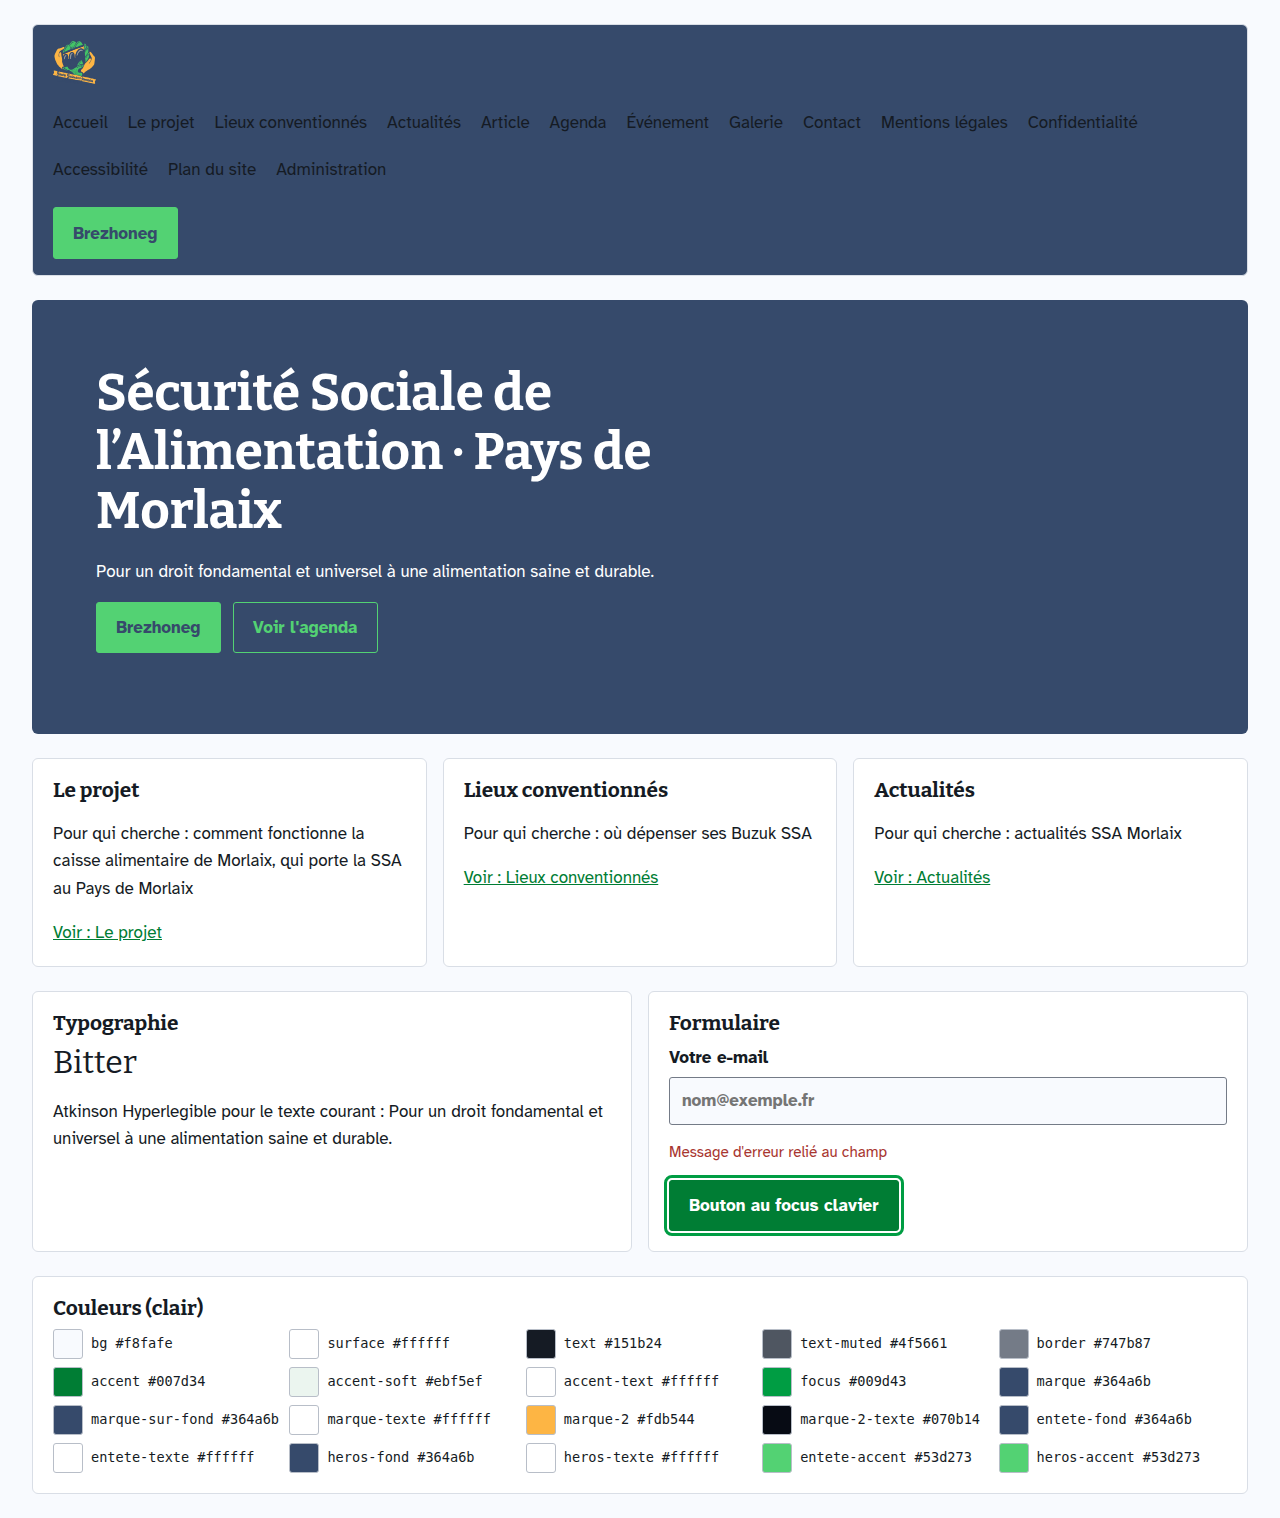 Accueil Le projet Lieux conventionnés Actualités Article Agenda Événement Galerie Contact Mentions légales Confidentialité
Accessibilité Plan du site Administration
Brezhoneg
Sécurité Sociale de
l’Alimentation · Pays de
Morlaix
Pour un droit fondamental et universel à une alimentation saine et durable.
Brezhoneg Voir l'agenda
Le projet
Pour qui cherche : comment fonctionne la
caisse alimentaire de Morlaix, qui porte la SSA
au Pays de Morlaix
Voir : Le projet
Lieux conventionnés
Pour qui cherche : où dépenser ses Buzuk SSA
Voir : Lieux conventionnés
Actualités
Pour qui cherche : actualités SSA Morlaix
Voir : Actualités
Typographie
Bitter
Atkinson Hyperlegible pour le texte courant : Pour un droit fondamental et
universel à une alimentation saine et durable.
Formulaire
Votre e-mail
nom@exemple.fr
Message d'erreur relié au champ
Bouton au focus clavier
Couleurs (clair)
bg #f8fafe surface #ffffff text #151b24 text-muted #4f5661 border #747b87
accent #007d34 accent-soft #ebf5ef accent-text #ffffff focus #009d43 marque #364a6b
marque-sur-fond #364a6b marque-texte #ffffff marque-2 #fdb544 marque-2-texte #070b14 entete-fond #364a6b
entete-texte #ffffff heros-fond #364a6b heros-texte #ffffff entete-accent #53d273 heros-accent #53d273